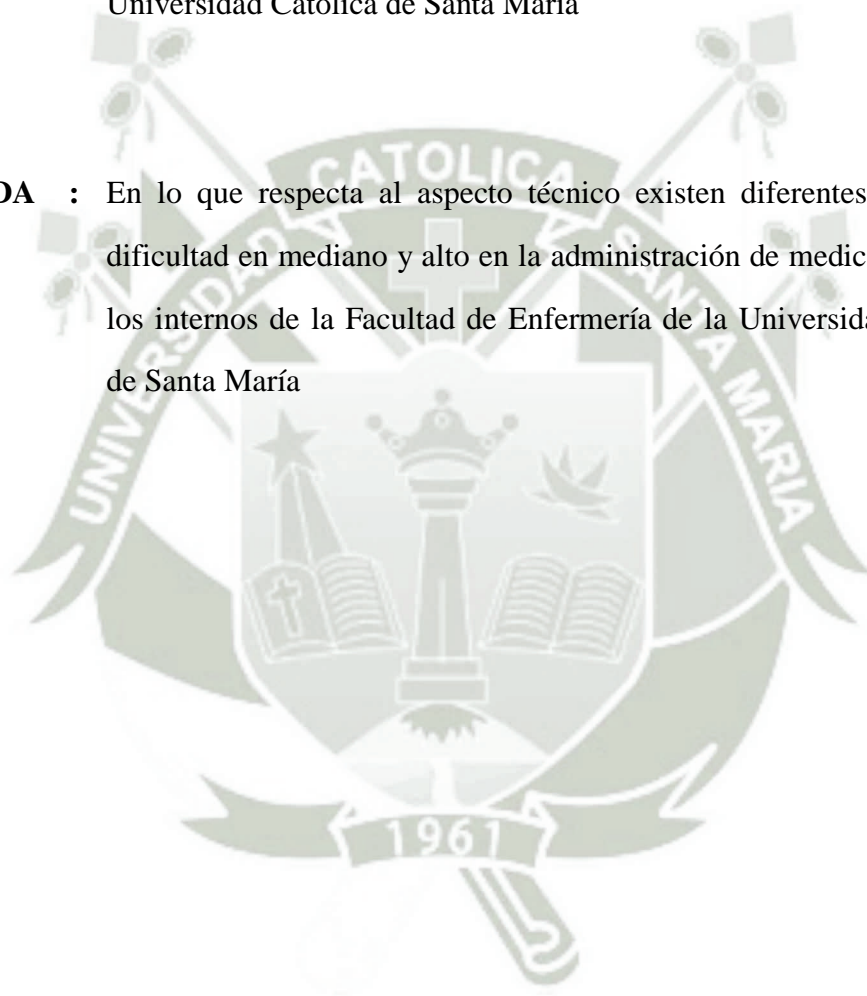 Universidad Católica de Santa María
DA : En lo que respecta al aspecto técnico existen diferentes
dificultad en mediano y alto en la administración de medic
los internos de la Facultad de Enfermería de la Universida
de Santa María
UNIVERSIDAD CATOLICA SANTA MARIA
1961